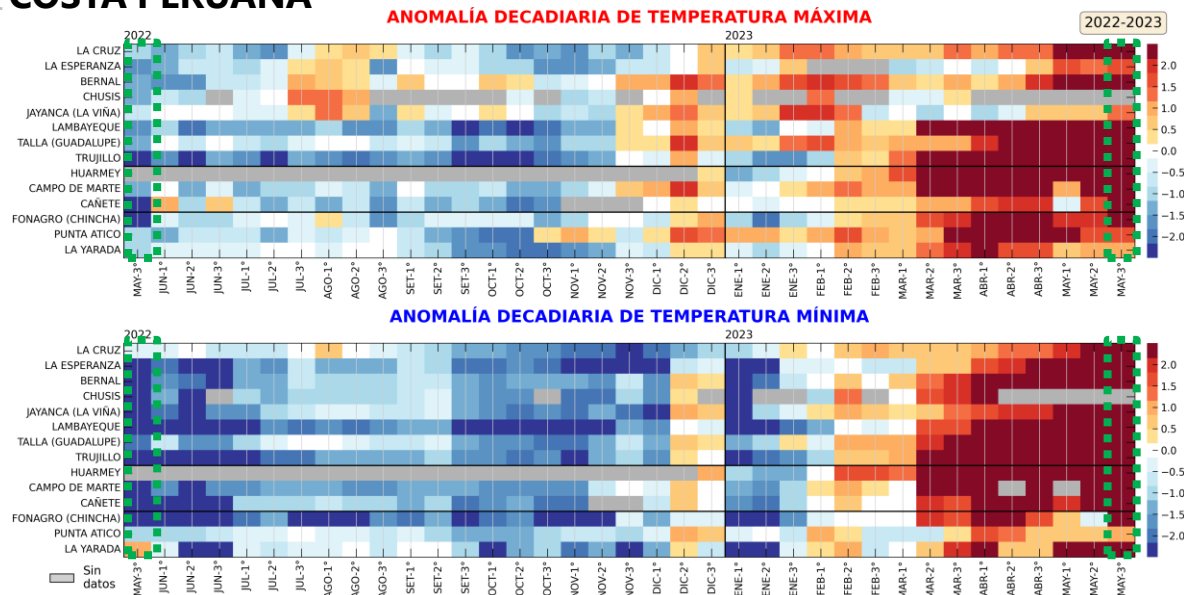 COSTA PERUANA
ANOMALÍA DECADIARIA DE TEMPERATURA MÁXIMA
2022-2023
2022
2023
LA CRUZ
LA ESPERANZA
BERNAL
CHUSIS
JAYANCA (LA VIÑA)
LAMBAYEQUE
TALLA (GUADALUPE)
TRUJILLO
HUARMEY
CAMPO DE MARTE
CAÑETE
FONAGRO (CHINCHA)
PUNTA ATICO
LA YARADA
2.0
1.5
1.0
0.5
0.0
−0.5
−1.0
−1.5
−2.0
MAY-3°
JUN-1°
JUN-2°
JUN-3°
JUL-1°
JUL-2°
JUL-3°
AGO-1°
AGO-2°
AGO-3°
SET-1°
SET-2°
SET-3°
OCT-1°
OCT-2°
OCT-3°
NOV-1°
NOV-2°
NOV-3°
DIC-1°
DIC-2°
DIC-3°
ENE-1°
ENE-2°
ENE-3°
FEB-1°
FEB-2°
FEB-3°
MAR-1°
MAR-2°
MAR-3°
ABR-1°
ABR-2°
ABR-3°
MAY-1°
MAY-2°
MAY-3°
ANOMALÍA DECADIARIA DE TEMPERATURA MÍNIMA
2022
2023
LA CRUZ
LA ESPERANZA
BERNAL
CHUSIS
JAYANCA (LA VIÑA)
LAMBAYEQUE
TALLA (GUADALUPE)
TRUJILLO
HUARMEY
CAMPO DE MARTE
CAÑETE
FONAGRO (CHINCHA)
PUNTA ATICO
LA YARADA
2.0
1.5
1.0
0.5
0.0
−0.5
−1.0
−1.5
−2.0
Sin
datos
MAY-3°
JUN-1°
JUN-2°
JUN-3°
JUL-1°
JUL-2°
JUL-3°
AGO-1°
AGO-2°
AGO-3°
SET-1°
SET-2°
SET-3°
OCT-1°
OCT-2°
OCT-3°
NOV-1°
NOV-2°
NOV-3°
DIC-1°
DIC-2°
DIC-3°
ENE-1°
ENE-2°
ENE-3°
FEB-1°
FEB-2°
FEB-3°
MAR-1°
MAR-2°
MAR-3°
ABR-1°
ABR-2°
ABR-3°
MAY-1°
MAY-2°
MAY-3°